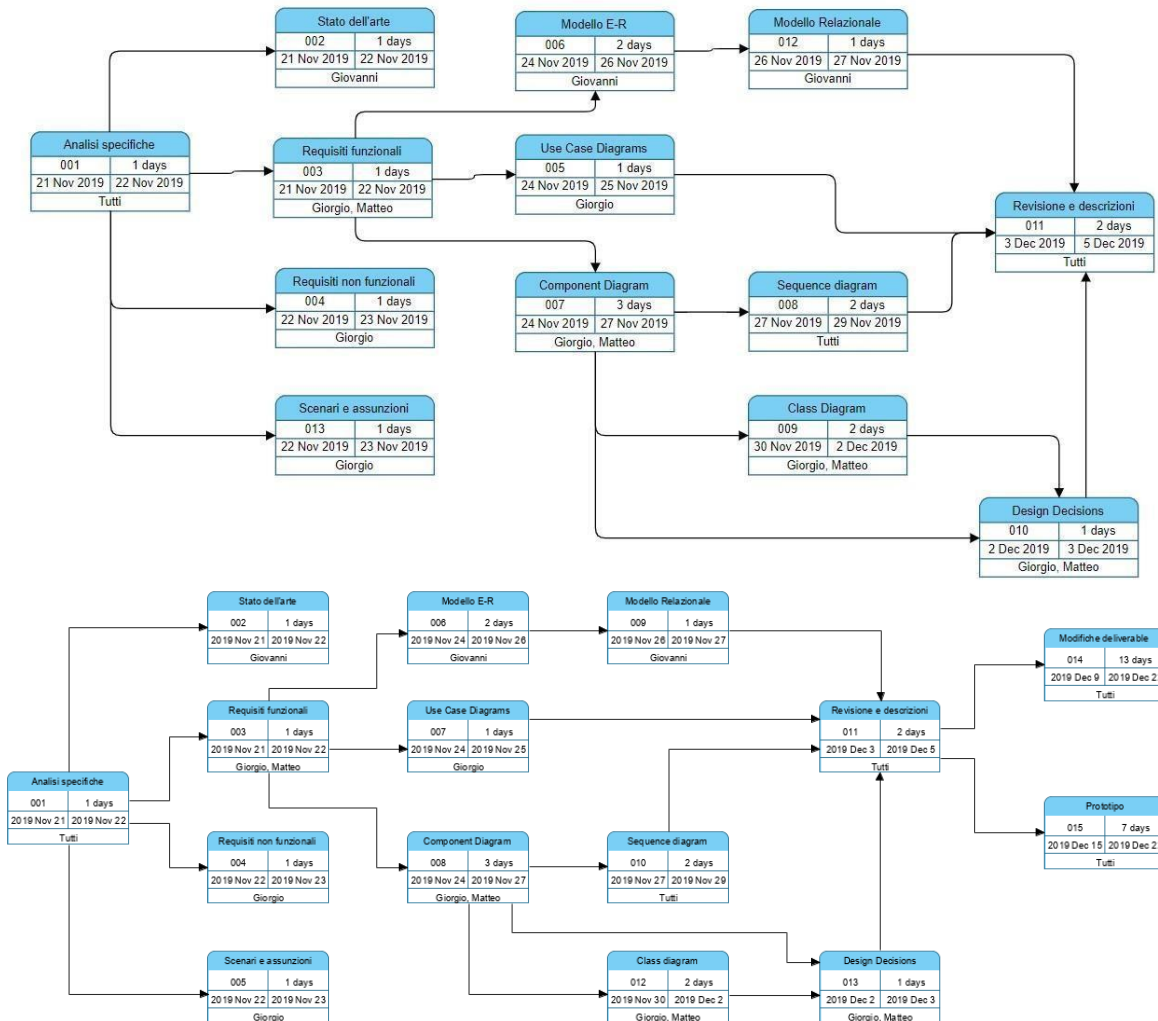 Stato dell'arte
002 1 days
21 Nov 2019 22 Nov 2019
Giovanni
Modello E-R
006 2 days
24 Nov 2019 26 Nov 2019
Giovanni
Modello Relazionale
012 1 days
26 Nov 2019 27 Nov 2019
Giovanni
Analisi specifiche
001 1 days
21 Nov 2019 22 Nov 2019
Tutti
Requisiti funzionali
003 1 days
21 Nov 2019 22 Nov 2019
Giorgio, Matteo
Use Case Diagrams
005 1 days
24 Nov 2019 25 Nov 2019
Giorgio
Revisione e descrizioni
011 2 days
3 Dec 2019 5 Dec 2019
Tutti
Requisiti non funzionali
004 1 days
22 Nov 2019 23 Nov 2019
Giorgio
Component Diagram
007 3 days
24 Nov 2019 27 Nov 2019
Giorgio, Matteo
Sequence diagram
008 2 days
27 Nov 2019 29 Nov 2019
Tutti
Scenari e assunzioni
013 1 days
22 Nov 2019 23 Nov 2019
Giorgio
Class Diagram
009 2 days
30 Nov 2019 2 Dec 2019
Giorgio, Matteo
Design Decisions
010 1 days
2 Dec 2019 3 Dec 2019
Giorgio, Matteo
Stato dell'arte
002 1 days
2019 Nov 21 2019 Nov 22
Giovanni
Modello E-R
006 2 days
2019 Nov 24 2019 Nov 26
Giovanni
Modello Relazionale
009 1 days
2019 Nov 26 2019 Nov 27
Giovanni
Modifiche deliverable
014 13 days
2019 Dec 9 2019 Dec 2
Tutti
Requisiti funzionali
003 1 days
2019 Nov 21 2019 Nov 22
Giorgio, Matteo
Use Case Diagrams
007 1 days
2019 Nov 24 2019 Nov 25
Giorgio
Revisione e descrizioni
011 2 days
2019 Dec 3 2019 Dec 5
Tutti
Analisi specifiche
001 1 days
2019 Nov 21 2019 Nov 22
Tutti
Prototipo
015 7 days
2019 Dec 15 2019 Dec 2
Tutti
Requisiti non funzionali
004 1 days
2019 Nov 22 2019 Nov 23
Giorgio
Component Diagram
008 3 days
2019 Nov 24 2019 Nov 27
Giorgio, Matteo
Sequence diagram
010 2 days
2019 Nov 27 2019 Nov 29
Tutti
Scenari e assunzioni
005 1 days
2019 Nov 22 2019 Nov 23
Giorgio
Class diagram
012 2 days
2019 Nov 30 2019 Dec 2
Giorgio, Matteo
Design Decisions
013 1 days
2019 Dec 2 2019 Dec 3
Giorgio, Matteo